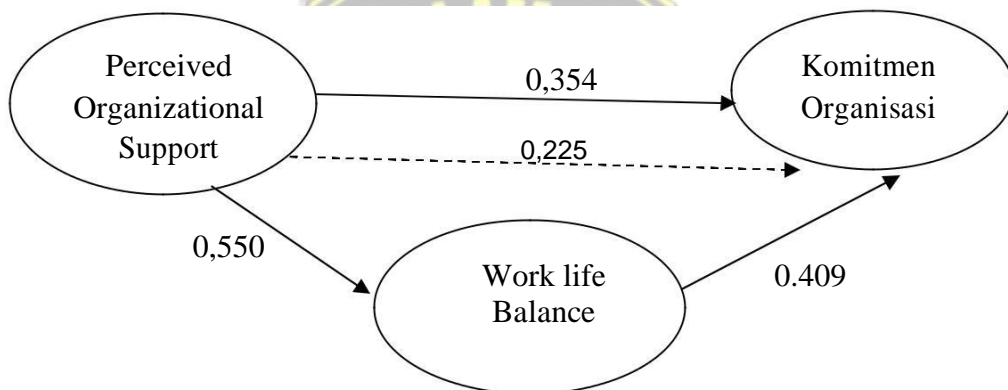 Perceived
Organizational
Support
0,354
Komitmen
Organisasi
0,225
0,550
Work life
Balance
0.409